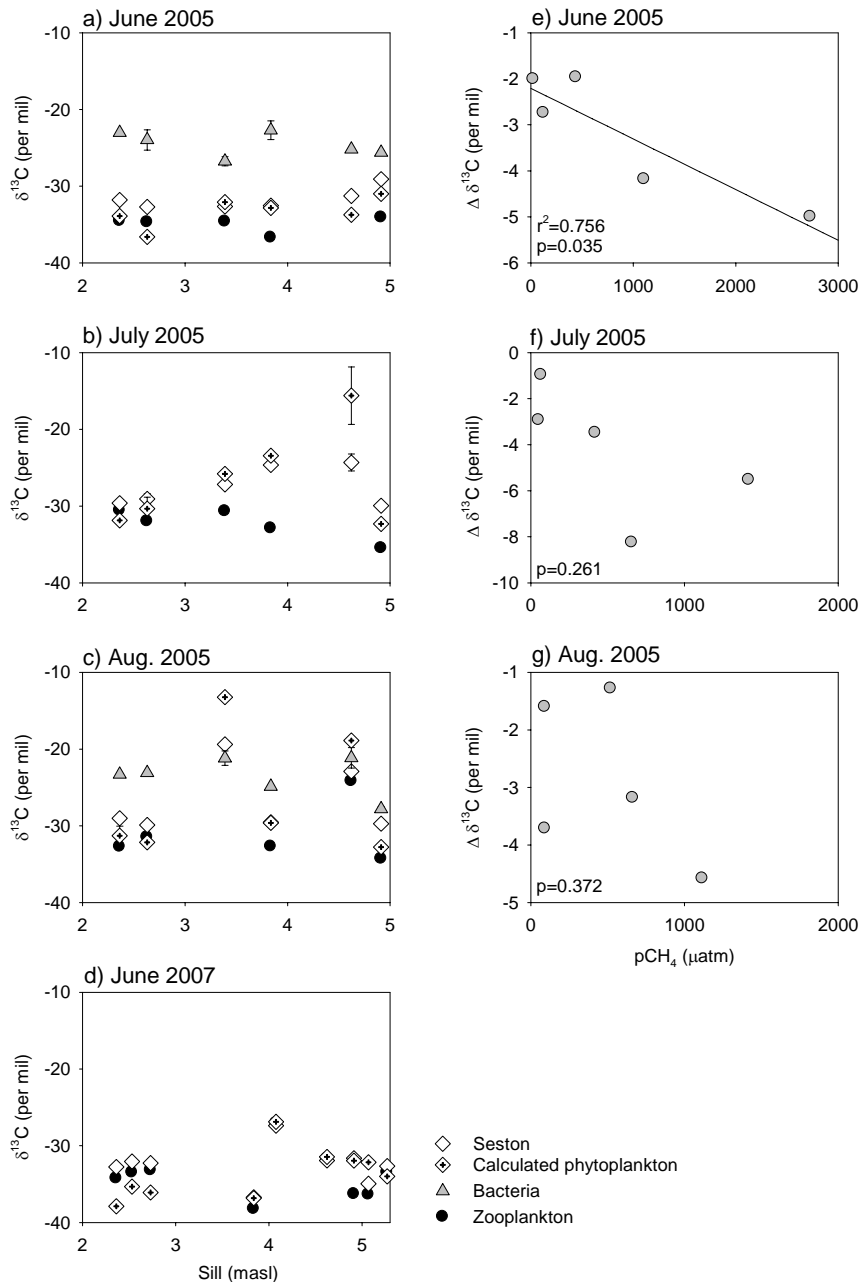 a) June 2005
-10
-20
-30
-40
2 3 4 5
δ¹³C (per mil)
e) June 2005
-1
-2
-3
-4
-5
-6
0 1000 2000 3000
Δ δ¹³C (per mil)
r²=0.756
p=0.035
b) July 2005
-10
-20
-30
-40
2 3 4 5
δ¹³C (per mil)
f) July 2005
0
-2
-4
-6
-8
-10
0 1000 2000
Δ δ¹³C (per mil)
p=0.261
c) Aug. 2005
-10
-20
-30
-40
2 3 4 5
δ¹³C (per mil)
g) Aug. 2005
-1
-2
-3
-4
-5
0 1000 2000
Δ δ¹³C (per mil)
p=0.372
pCH₄ (µatm)
d) June 2007
-10
-20
-30
-40
2 3 4 5
δ¹³C (per mil)
Sill (masl)
Seston
Calculated phytoplankton
Bacteria
Zooplankton